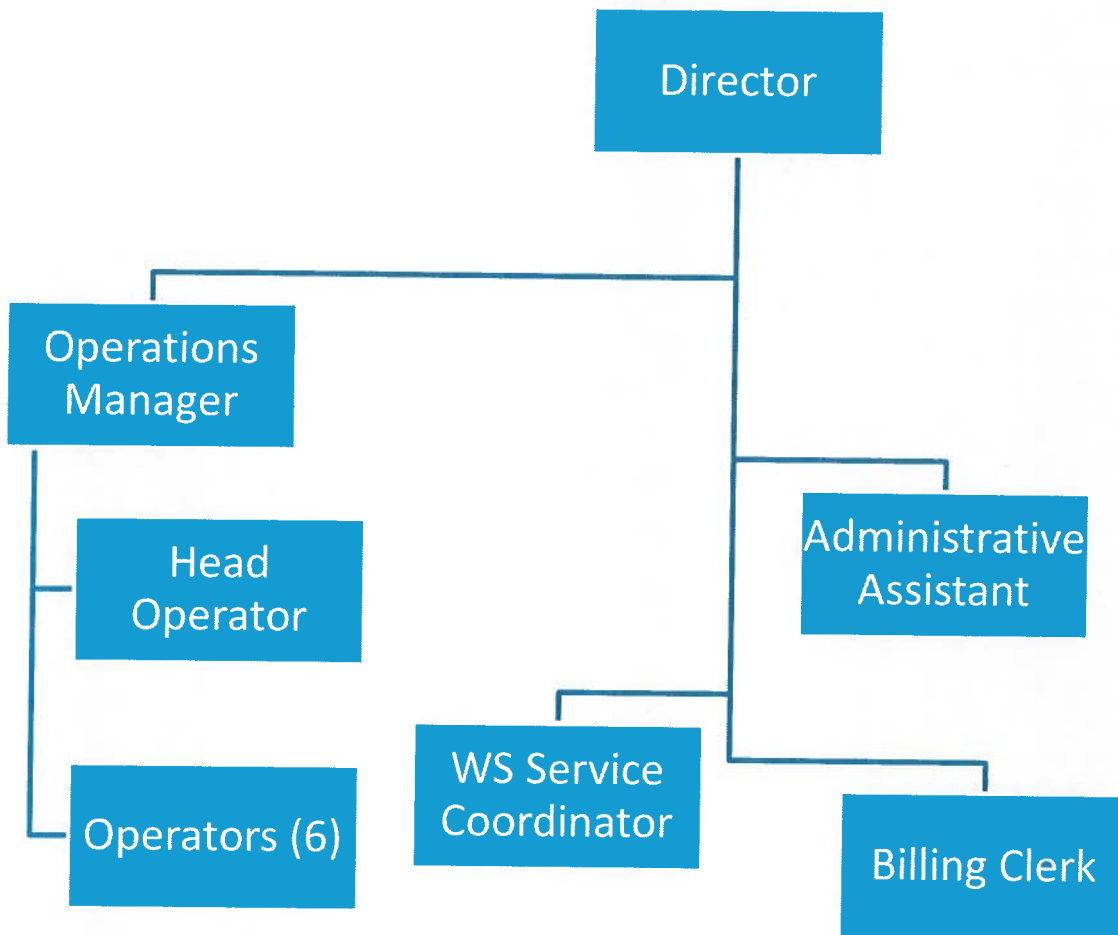 Director
Operations
Manager
Head
Operator
Administrative
Assistant
WS Service
Coordinator
Operators (6)
Billing Clerk